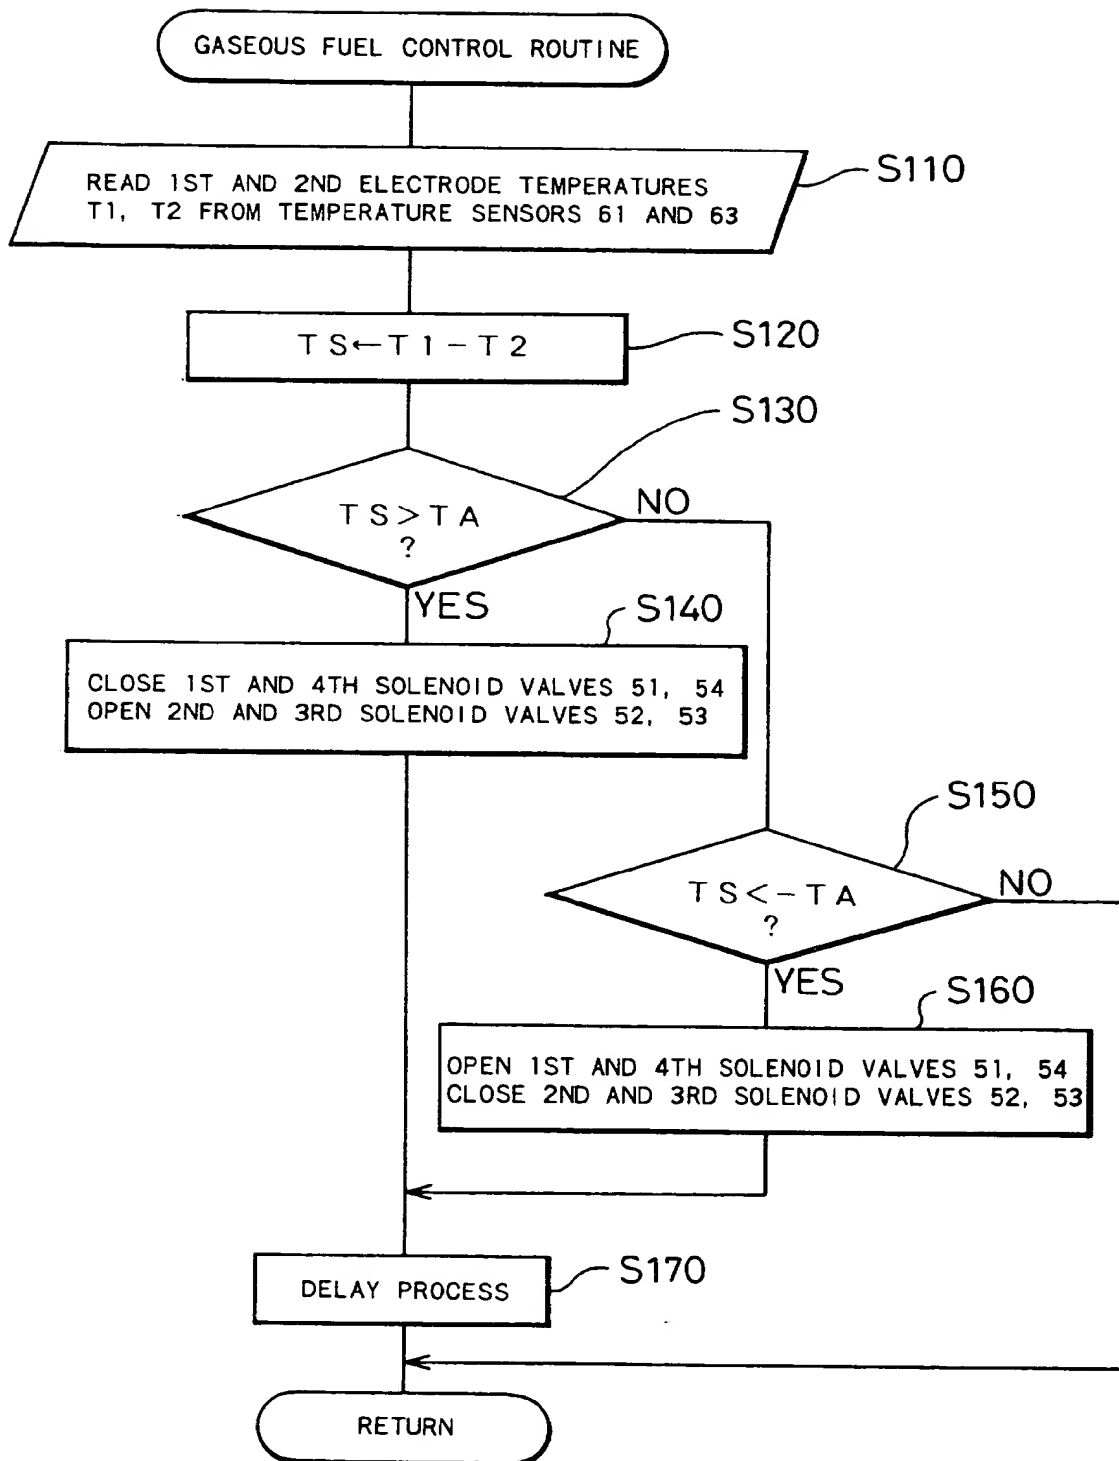 GASEOUS FUEL CONTROL ROUTINE
READ 1ST AND 2ND ELECTRODE TEMPERATURES
T1, T2 FROM TEMPERATURE SENSORS 61 AND 63
S110
TS←T1-T2
S120
S130
TS>TA
?
NO
YES
S140
CLOSE 1ST AND 4TH SOLENOID VALVES 51, 54
OPEN 2ND AND 3RD SOLENOID VALVES 52, 53
S150
TS<-TA
?
NO
YES
S160
OPEN 1ST AND 4TH SOLENOID VALVES 51, 54
CLOSE 2ND AND 3RD SOLENOID VALVES 52, 53
DELAY PROCESS
S170
RETURN